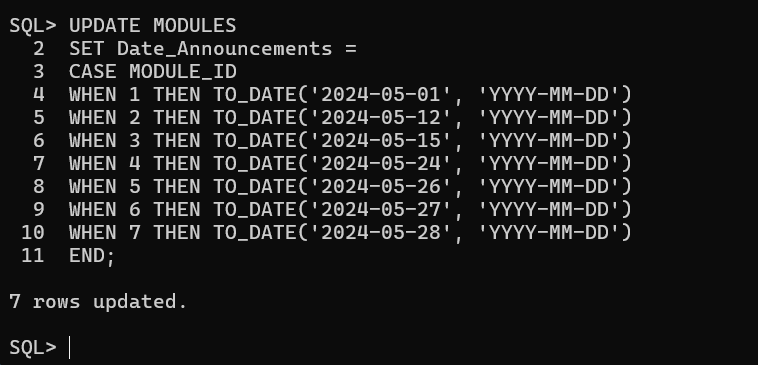 SQL> UPDATE MODULES
2 SET Date_Announcements =
3 CASE MODULE_ID
4 WHEN 1 THEN TO_DATE('2024-05-01', 'YYYY-MM-DD')
5 WHEN 2 THEN TO_DATE('2024-05-12', 'YYYY-MM-DD')
6 WHEN 3 THEN TO_DATE('2024-05-15', 'YYYY-MM-DD')
7 WHEN 4 THEN TO_DATE('2024-05-24', 'YYYY-MM-DD')
8 WHEN 5 THEN TO_DATE('2024-05-26', 'YYYY-MM-DD')
9 WHEN 6 THEN TO_DATE('2024-05-27', 'YYYY-MM-DD')
10 WHEN 7 THEN TO_DATE('2024-05-28', 'YYYY-MM-DD')
11 END;
7 rows updated.
SQL>